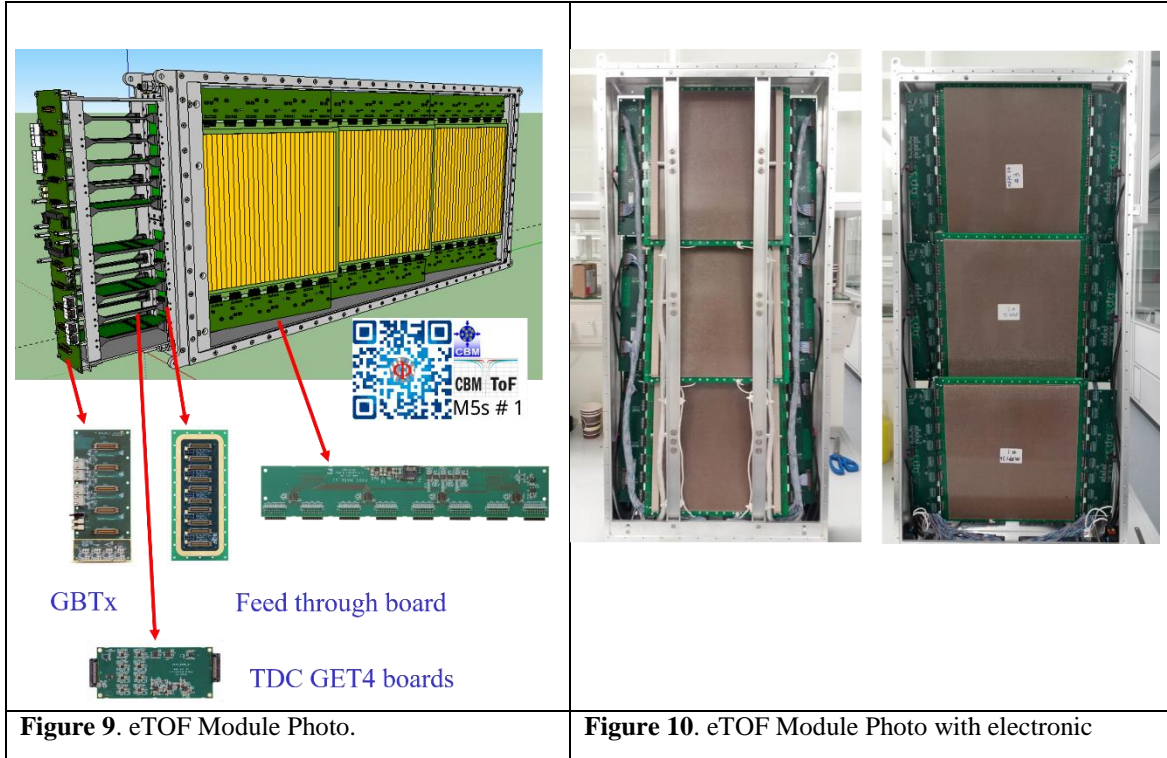 CBM
CBM ToF
M5s # 1
GBTx
Feed through board
TDC GET4 boards
Figure 9. eTOF Module Photo.
Figure 10. eTOF Module Photo with electronic